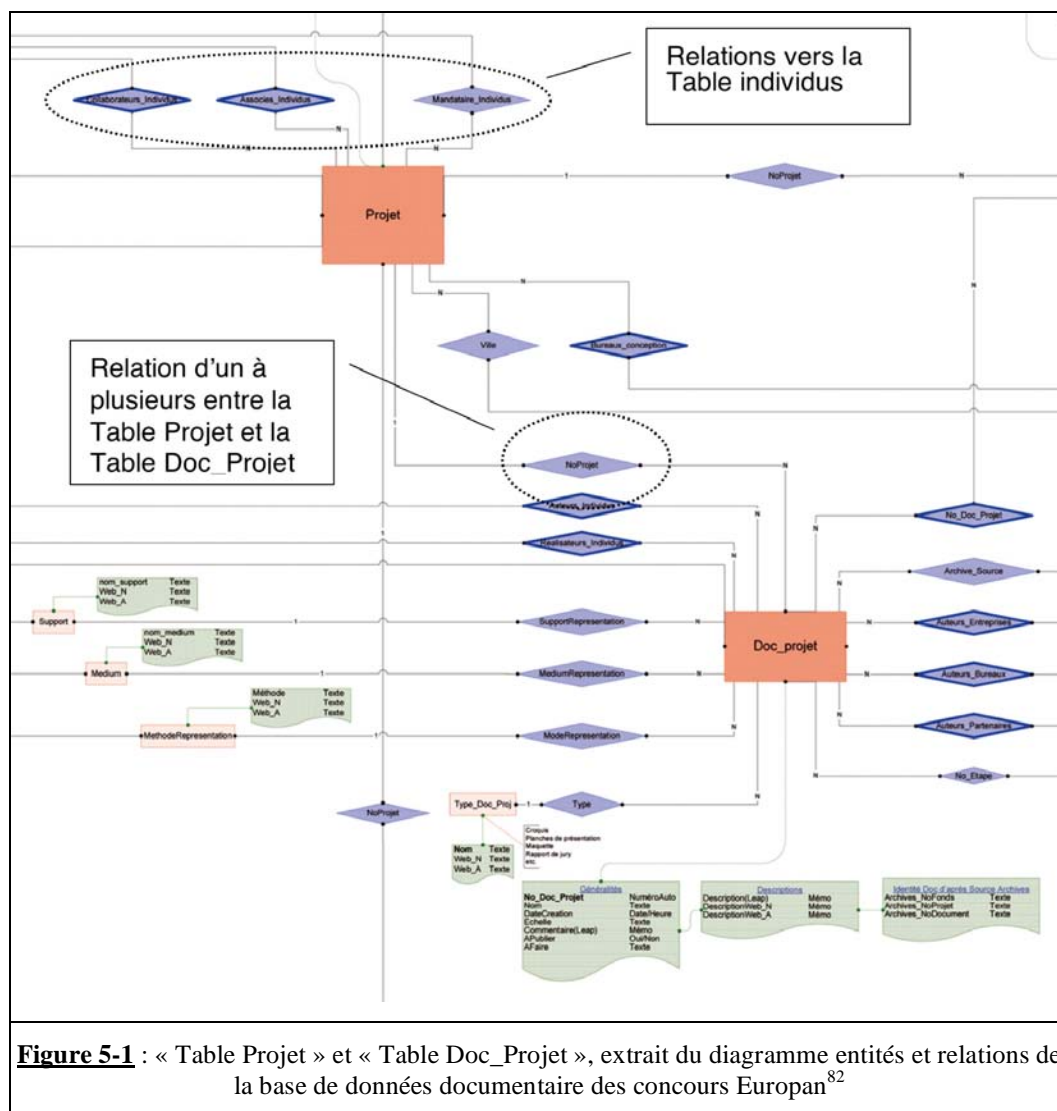 Relations vers la
Table individus
Collaborateurs_Individus
Associes_Individus
Mandataire_Individus
N
N
N
Projet
1
NoProjet
N
N
N
N
N
Ville
Bureaux_conception
Relation d'un à
plusieurs entre la
Table Projet et la
Table Doc_Projet
1
NoProjet
N
1
Auteurs_Individus
N
N
No_Doc_Projet
Realisateurs_Individus
N
Archive_Source
N
nom_support Texte
Web_N Texte
Web_A Texte
Support
1
SupportRepresentation
N
Doc_projet
N
Auteurs_Entreprises
nom_medium Texte
Web_N Texte
Web_A Texte
Medium
1
MediumRepresentation
N
N
Auteurs_Bureaux
Méthode Texte
Web_N Texte
Web_A Texte
MethodeRepresentation
1
ModeRepresentation
N
N
Auteurs_Partenaires
N
No_Etape
NoProjet
Type_Doc_Proj
1
Type
N
Croquis
Planches de présentation
Maquette
Rapport de jury
etc.
Nom Texte
Web_N Texte
Web_A Texte
Généralités
No_Doc_Projet NuméroAuto
Nom Texte
DateCreation Date/Heure
Echelle Texte
Commentaire(Leap) Mémo
APublier Oui/Non
AFaire Texte
Descriptions
Description(Leap) Mémo
DescriptionWeb_N Mémo
DescriptionWeb_A Mémo
Identité Doc d'après Source Archives
Archives_NoFonds Texte
Archives_NoProjet Texte
Archives_NoDocument Texte
Figure 5-1 : « Table Projet » et « Table Doc_Projet », extrait du diagramme entités et relations de
la base de données documentaire des concours Europan82